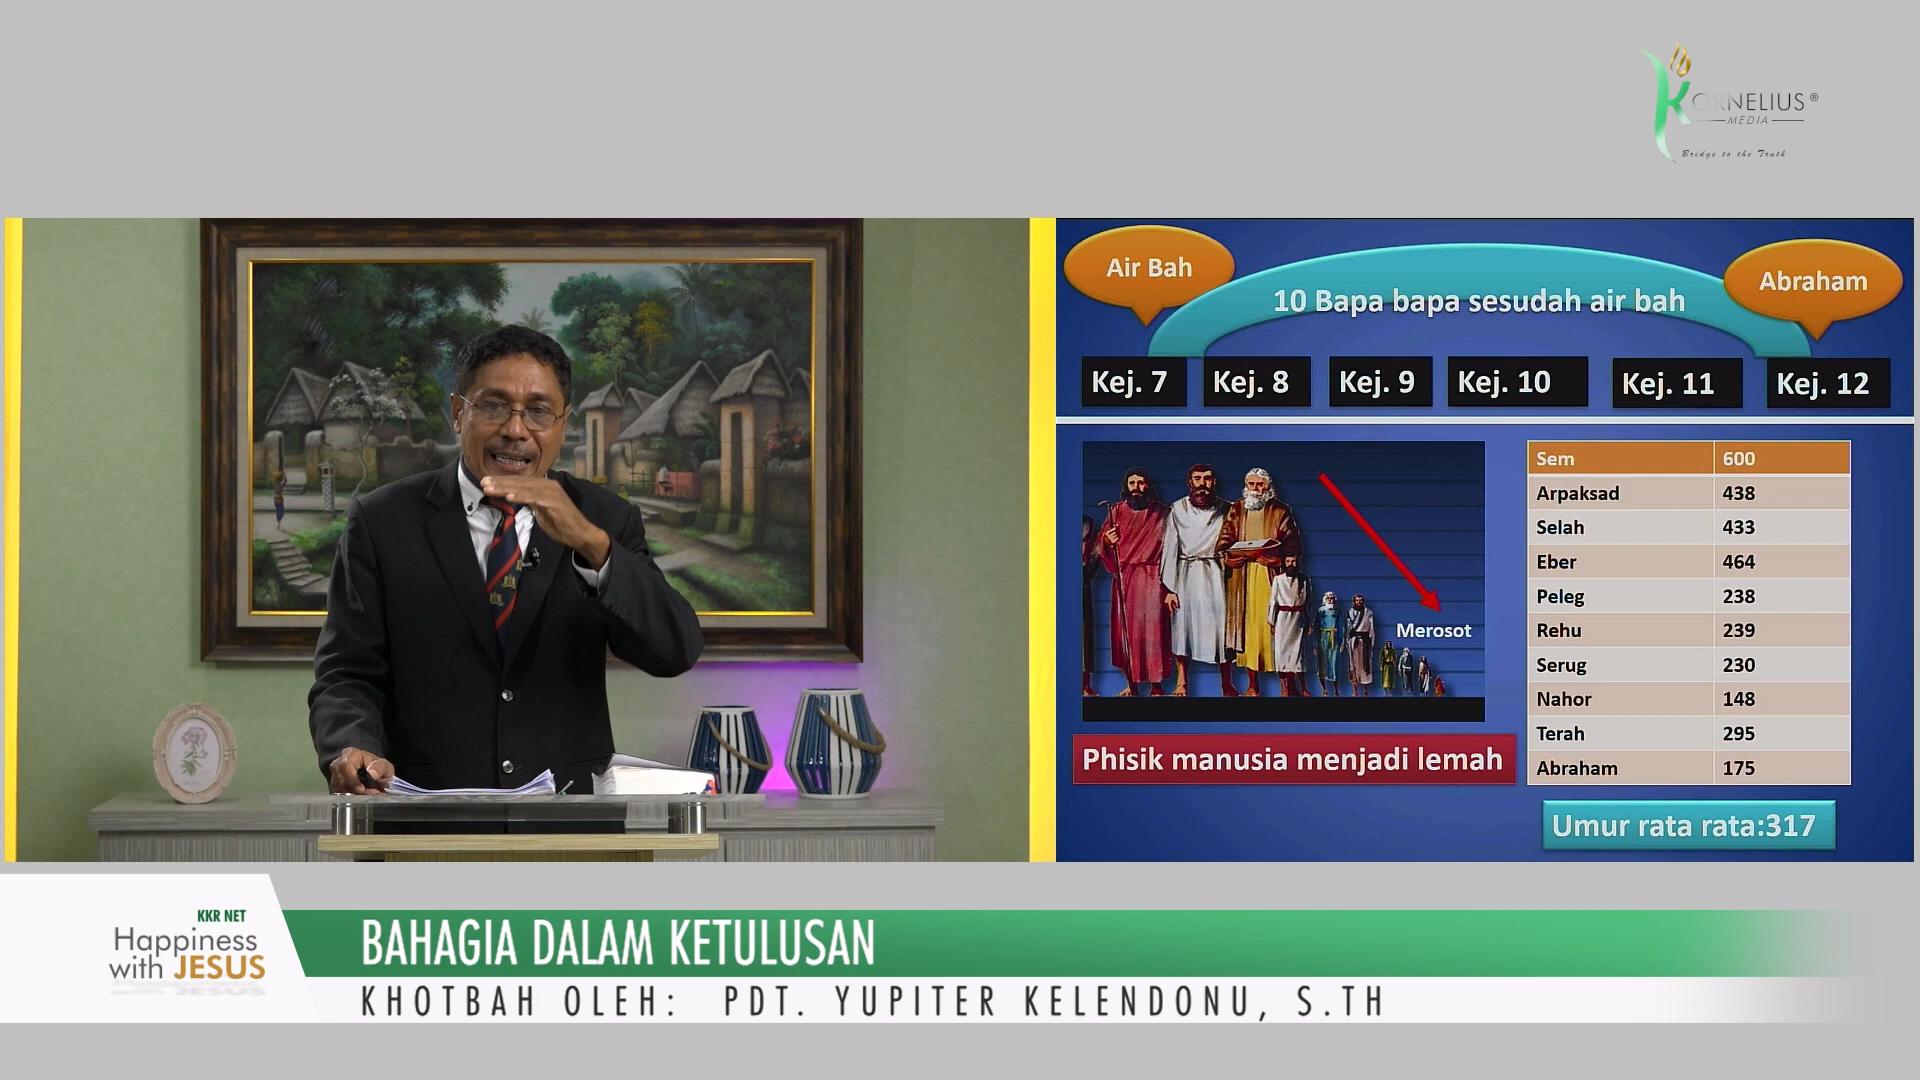 KORNELIUS ®
MEDIA
Bridge to the Truth
Air Bah
Abraham
10 Bapa bapa sesudah air bah
Kej. 7
Kej. 8
Kej. 9
Kej. 10
Kej. 11
Kej. 12
Merosot
Phisik manusia menjadi lemah
Sem 600
Arpaksad 438
Selah 433
Eber 464
Peleg 238
Rehu 239
Serug 230
Nahor 148
Terah 295
Abraham 175
Umur rata rata:317
KKR NET
Happiness
with JESUS
BAHAGIA DALAM KETULUSAN
KHOTBAH OLEH: PDT. YUPITER KELENDONU, S.TH